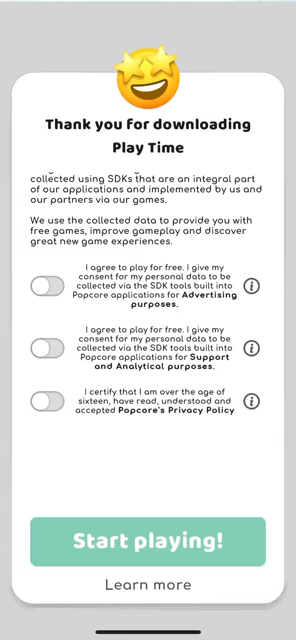 Thank you for downloading
Play Time
collected using SDKs that are an integral part
of our applications and implemented by us and
our partners via our games.
We use the collected data to provide you with
free games, improve gameplay and discover
great new game experiences.
I agree to play for free. I give my
consent for my personal data to be
collected via the SDK tools built into
Popcore applications for Advertising
purposes.
I agree to play for free. I give my
consent for my personal data to be
collected via the SDK tools built into
Popcore applications for Support
and Analytical purposes.
I certify that I am over the age of
sixteen, have read, understood and
accepted Popcore's Privacy Policy
Start playing!
Learn more